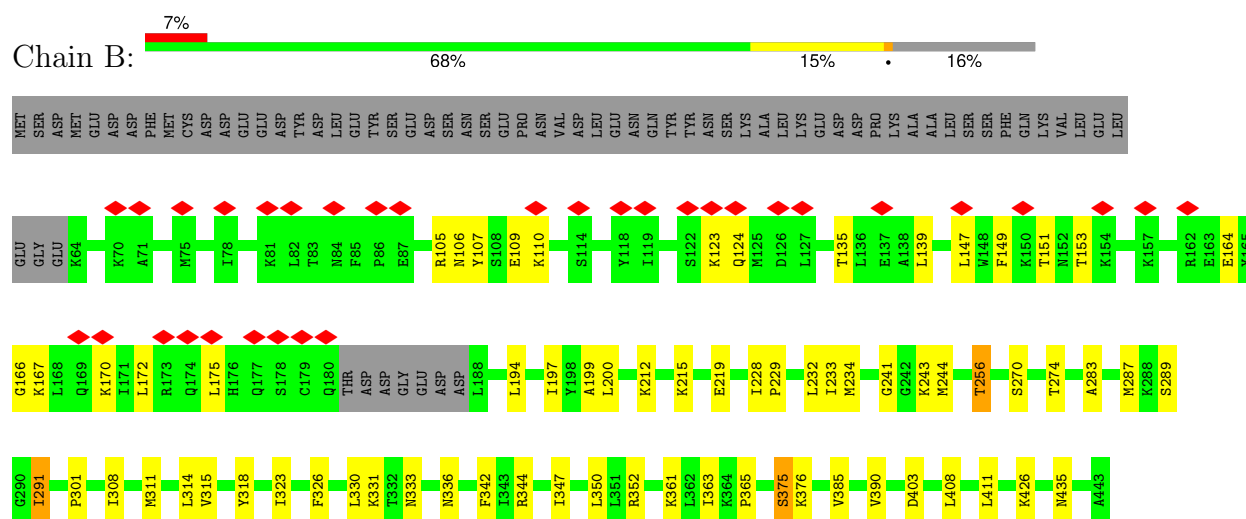 7%
Chain B:
68% 15% • 16%
MET SER ASP MET GLU ASP ASP PHE MET CYS ASP ASP GLU GLU ASP TYR ASP LEU GLU TYR SER GLU ASP SER ASN SER GLU PRO ASN VAL ASP LEU GLU ASN GLN TYR TYR ASN SER LYS ALA LEU LYS GLU ASP ASP PRO LYS ALA ALA LEU SER SER PHE GLN LYS VAL LEU GLU LEU
GLU GLY GLU K64 K70 A71 M75 I78 K81 L82 T83 N84 F85 P86 E87 R105 N106 Y107 S108 E109 K110 S114 Y118 I119 S122 K123 Q124 M125 D126 L127 T135 L136 E137 A138 L139 L147 W148 F149 K150 T151 N152 T153 K154 K157 R162 E163 E164 Y165
G166 K167 L168 Q169 K170 I171 L172 R173 Q174 L175 H176 Q177 S178 C179 Q180 THR ASP ASP GLY GLU ASP ASP L188 L194 I197 Y198 A199 L200 K212 K215 E219 I228 P229 L232 I233 M234 G241 G242 K243 M244 T256 S270 T274 A283 M287 K288 S289
G290 I291 P301 I308 M311 L314 V315 Y318 I323 F326 L330 K331 T332 N333 N336 F342 I343 R344 I347 L350 L351 R352 K361 L362 I363 K364 P365 S375 K376 V385 V390 D403 L408 L411 K426 N435 A443